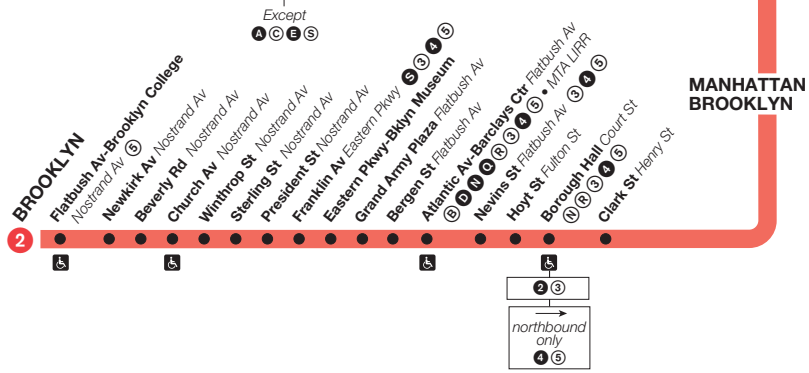 Except
A C E S
MANHATTAN
BROOKLYN
BROOKLYN
2
Flatbush Av-Brooklyn College
Nostrand Av 5
Newkirk Av Nostrand Av
Beverly Rd Nostrand Av
Church Av Nostrand Av
Winthrop St Nostrand Av
Sterling St Nostrand Av
President St Nostrand Av
Franklin Av Eastern Pkwy S 3 4 5
Eastern Pkwy-Bklyn Museum
Grand Army Plaza Flatbush Av
Bergen St Flatbush Av
Atlantic Av-Barclays Ctr Flatbush Av
B D N Q R 3 4 5 • MTA LIRR
Nevins St Flatbush Av 3 4 5
Hoyt St Fulton St
Borough Hall Court St
N R 3 4 5
Clark St Henry St
2 3
northbound
only
4 5